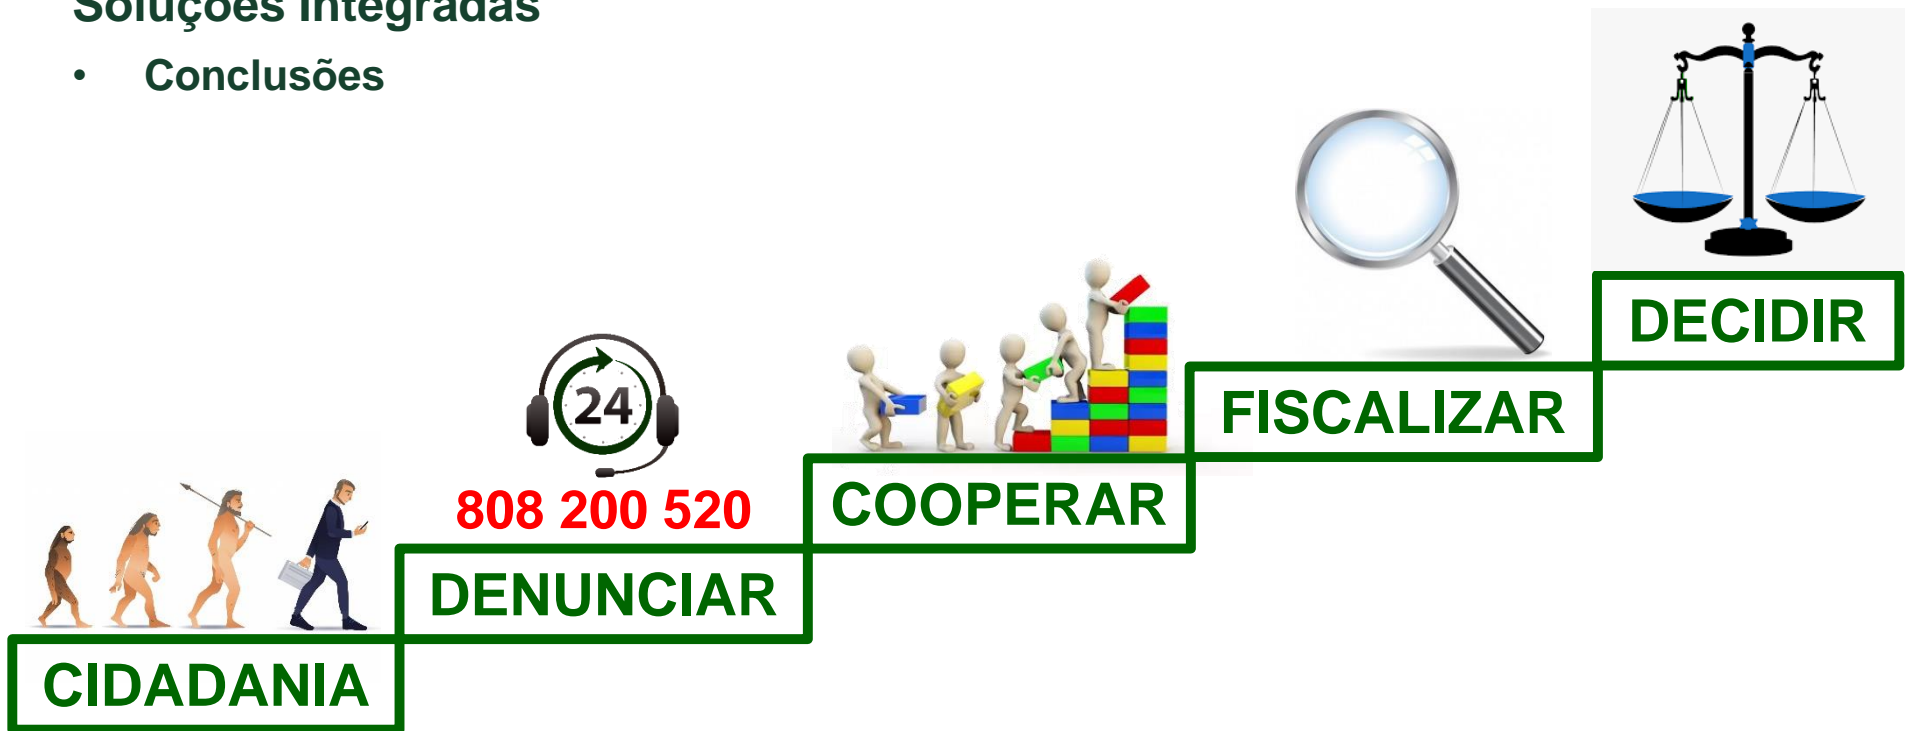 Soluções Integradas
• Conclusões
DECIDIR
FISCALIZAR
24
808 200 520
COOPERAR
DENUNCIAR
CIDADANIA